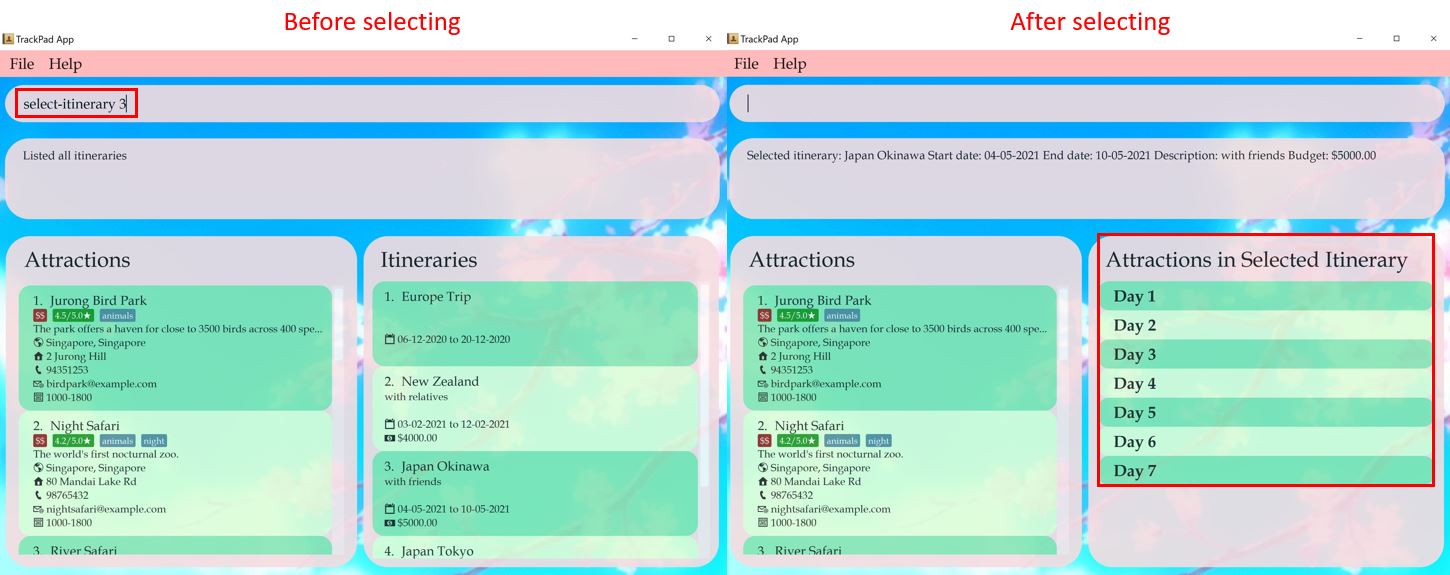 Before selecting
TrackPad App
File Help
select-itinerary 3
Listed all itineraries
Attractions
1. Jurong Bird Park
$$ 4.5/5.0★ animals
The park offers a haven for close to 3500 birds across 400 spe...
Singapore, Singapore
2 Jurong Hill
94351253
birdpark@example.com
1000-1800
2. Night Safari
$$ 4.2/5.0★ animals night
The world's first nocturnal zoo.
Singapore, Singapore
80 Mandai Lake Rd
98765432
nightsafari@example.com
1000-1800
3. River Safari
Itineraries
1. Europe Trip
06-12-2020 to 20-12-2020
2. New Zealand
with relatives
03-02-2021 to 12-02-2021
$4000.00
3. Japan Okinawa
with friends
04-05-2021 to 10-05-2021
$5000.00
4. Japan Tokyo
After selecting
TrackPad App
File Help
Selected itinerary: Japan Okinawa Start date: 04-05-2021 End date: 10-05-2021 Description: with friends Budget: $5000.00
Attractions
1. Jurong Bird Park
$$ 4.5/5.0★ animals
The park offers a haven for close to 3500 birds across 400 spe...
Singapore, Singapore
2 Jurong Hill
94351253
birdpark@example.com
1000-1800
2. Night Safari
$$ 4.2/5.0★ animals night
The world's first nocturnal zoo.
Singapore, Singapore
80 Mandai Lake Rd
98765432
nightsafari@example.com
1000-1800
3. River Safari
Attractions in Selected Itinerary
Day 1
Day 2
Day 3
Day 4
Day 5
Day 6
Day 7